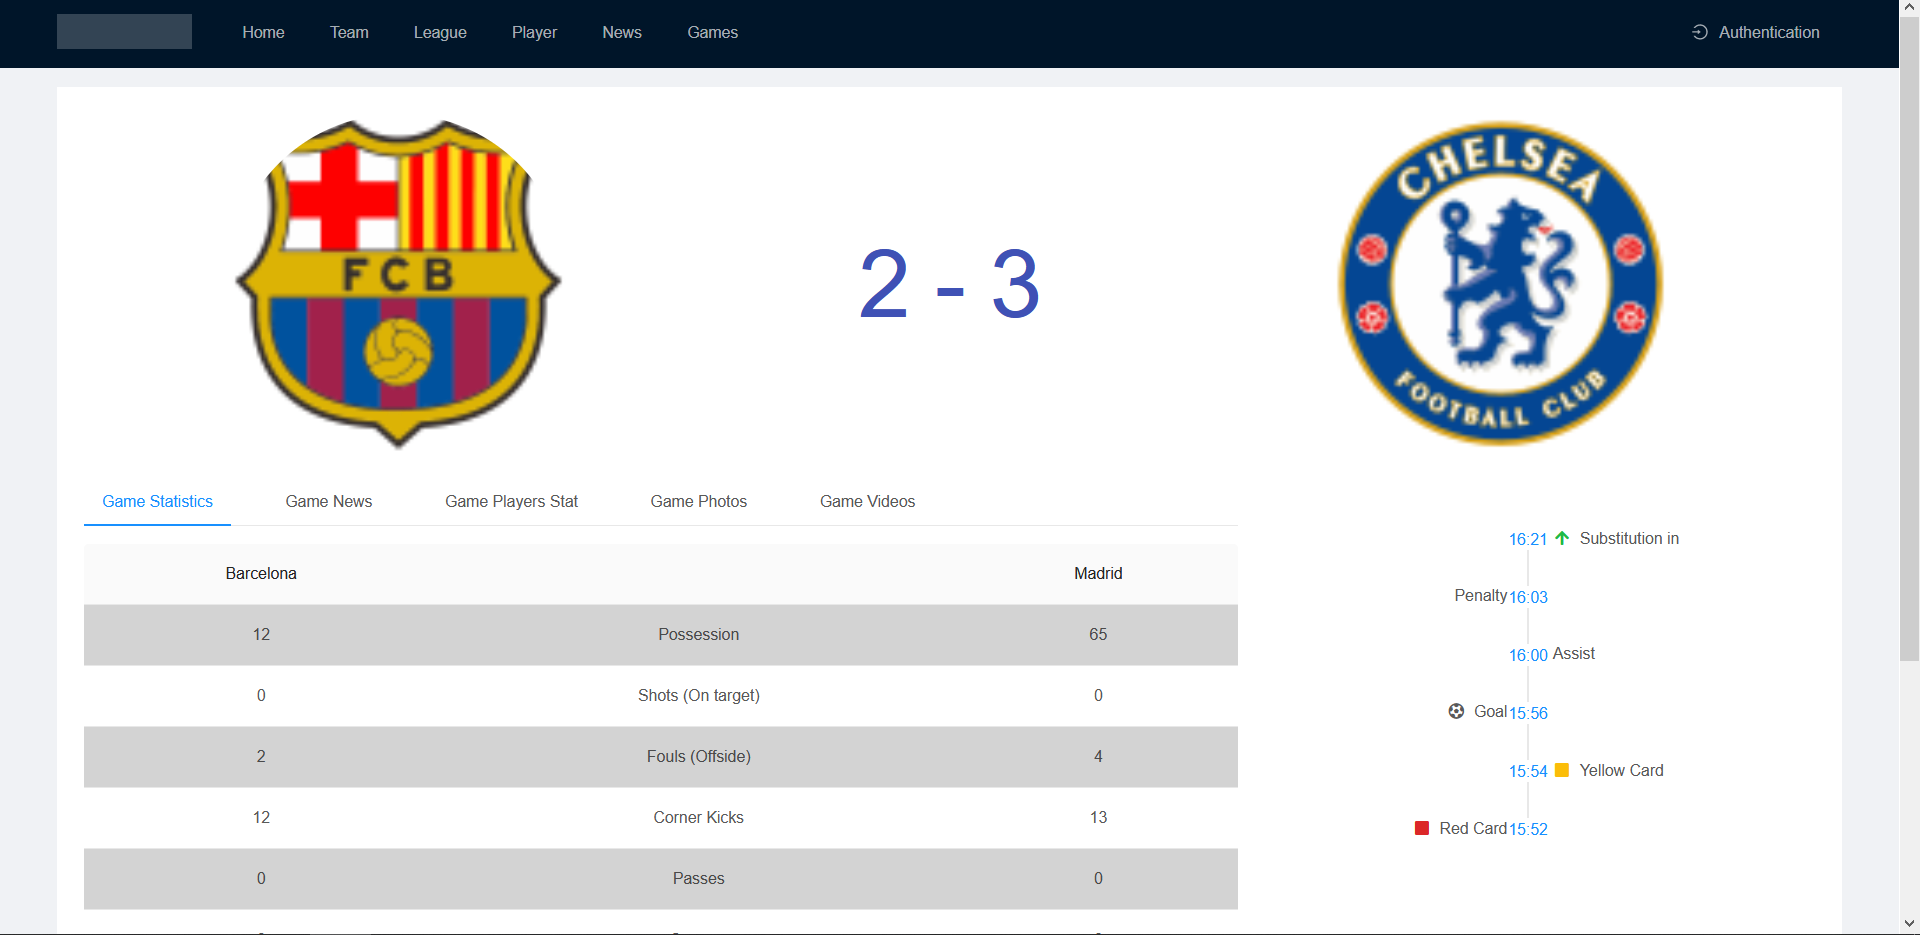 Home Team League Player News Games Authentication
FCB
2 - 3
CHELSEA
FOOTBALL CLUB
Game Statistics Game News Game Players Stat Game Photos Game Videos
Barcelona Madrid
12 Possession 65
0 Shots (On target) 0
2 Fouls (Offside) 4
12 Corner Kicks 13
0 Passes 0
16:21 Substitution in
Penalty 16:03
16:00 Assist
Goal 15:56
15:54 Yellow Card
Red Card 15:52